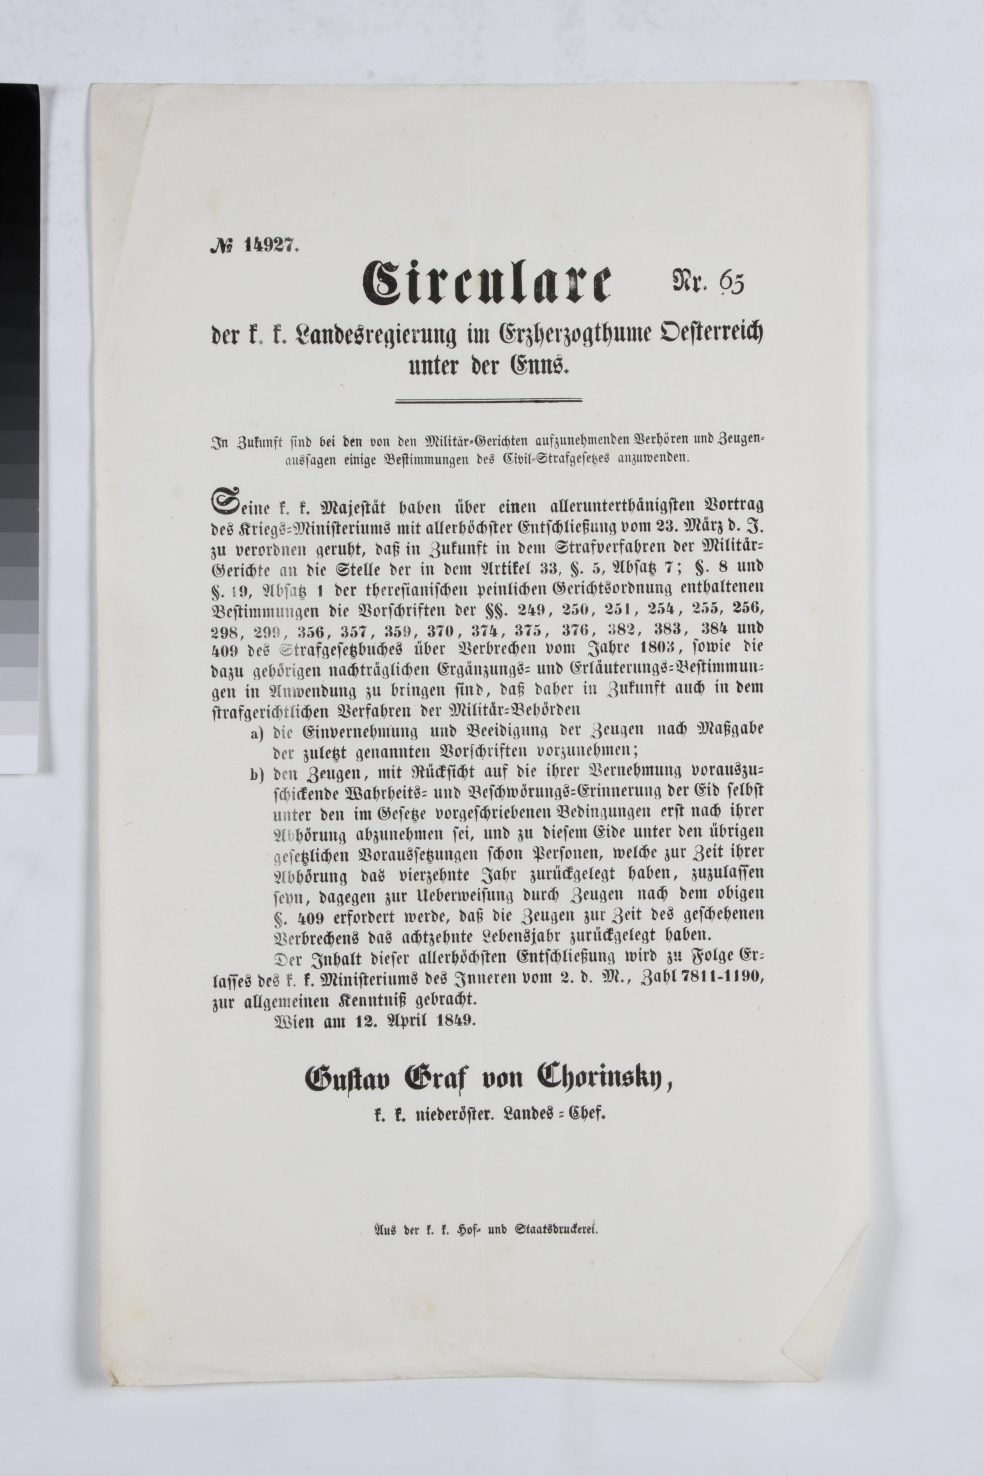 № 14927.
Circulare Nr. 65
der k. k. Landesregierung im Erzherzogthume Oesterreich
unter der Enns.
In Zukunft sind bei den von den Militär-Gerichten aufzunehmenden Verhören und Zeugen-
aussagen einige Bestimmungen des Civil-Strafgesetzes anzuwenden.
Seine k. k. Majestät haben über einen allerunterthänigsten Vortrag
des Kriegs-Ministeriums mit allerhöchster Entschließung vom 23. März d. J.
zu verordnen geruht, daß in Zukunft in dem Strafverfahren der Militär-
Gerichte an die Stelle der in dem Artikel 33, §. 5, Absatz 7; §. 8 und
§. 19, Absatz 1 der theresianischen peinlichen Gerichtsordnung enthaltenen
Bestimmungen die Vorschriften der §§. 249, 250, 251, 254, 255, 256,
298, 299, 356, 357, 359, 370, 374, 375, 376, 382, 383, 384 und
409 des Strafgesetzbuches über Verbrechen vom Jahre 1803, sowie die
dazu gehörigen nachträglichen Ergänzungs- und Erläuterungs-Bestimmun-
gen in Anwendung zu bringen sind, daß daher in Zukunft auch in dem
strafgerichtlichen Verfahren der Militär-Behörden
a) die Einvernehmung und Beeidigung der Zeugen nach Maßgabe
der zuletzt genannten Vorschriften vorzunehmen;
b) den Zeugen, mit Rücksicht auf die ihrer Vernehmung vorauszu-
schickende Wahrheits- und Beschwörungs-Erinnerung der Eid selbst
unter den im Gesetze vorgeschriebenen Bedingungen erst nach ihrer
Abhörung abzunehmen sei, und zu diesem Eide unter den übrigen
gesetzlichen Voraussetzungen schon Personen, welche zur Zeit ihrer
Abhörung das vierzehnte Jahr zurückgelegt haben, zuzulassen
seyn, dagegen zur Ueberweisung durch Zeugen nach dem obigen
§. 409 erfordert werde, daß die Zeugen zur Zeit des geschehenen
Verbrechens das achtzehnte Lebensjahr zurückgelegt haben.
Der Inhalt dieser allerhöchsten Entschließung wird zu Folge Er-
lasses des k. k. Ministeriums des Inneren vom 2. d. M., Zahl 7811-1190,
zur allgemeinen Kenntniß gebracht.
Wien am 12. April 1849.
Gustav Graf von Chorinsky,
k. k. niederöster. Landes-Chef.
Aus der k. k. Hof- und Staatsdruckerei.